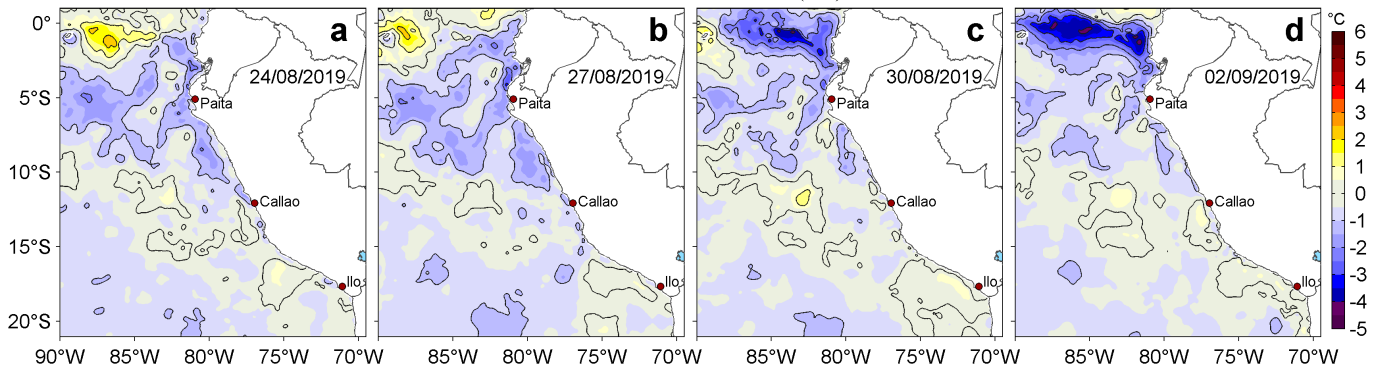 a
b
c
d
24/08/2019
27/08/2019
30/08/2019
02/09/2019
0°
5°S
10°S
15°S
20°S
Paita
Callao
Ilo
Paita
Callao
Ilo
Paita
Callao
Ilo
Paita
Callao
Ilo
90°W 85°W 80°W 75°W 70°W
85°W 80°W 75°W 70°W
85°W 80°W 75°W 70°W
85°W 80°W 75°W 70°W
°C
6
5
4
3
2
1
0
-1
-2
-3
-4
-5